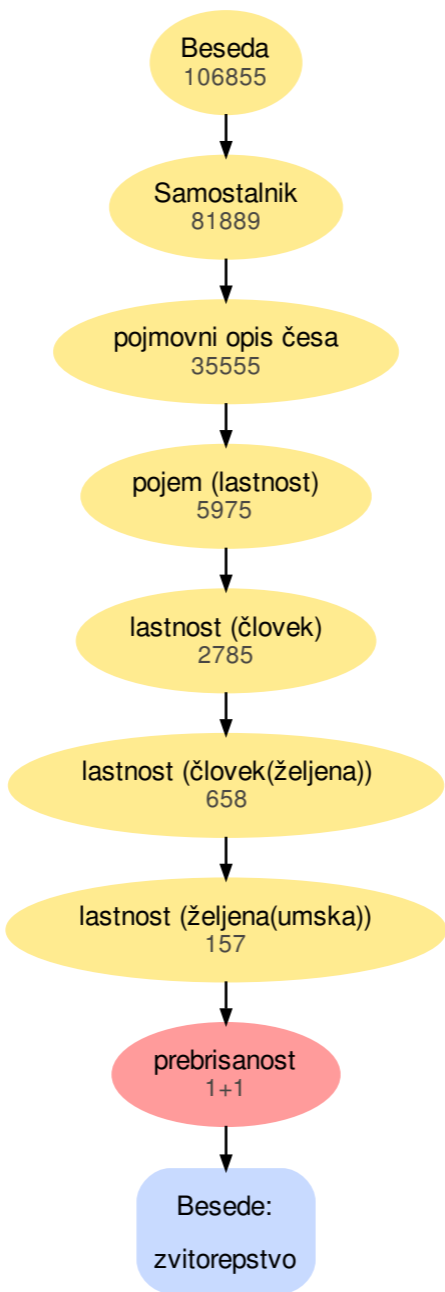 Beseda
106855
Samostalnik
81889
pojmovni opis česa
35555
pojem (lastnost)
5975
lastnost (človek)
2785
lastnost (človek(željena))
658
lastnost (željena(umska))
157
prebrisanost
1+1
Besede:
zvitorepstvo